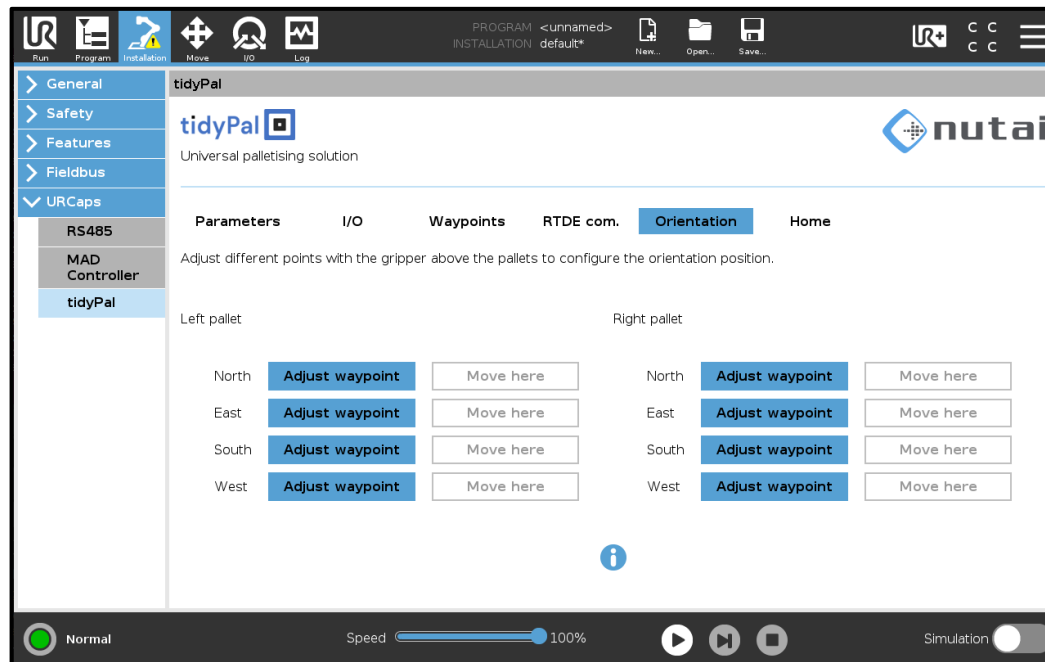 UR
PROGRAM <unnamed>
INSTALLATION default*
UR+
C C
C C
Run Program Installation Move I/O Log New... Open... Save...
General
Safety
Features
Fieldbus
URCaps
RS485
MAD
Controller
tidyPal
tidyPal
tidyPal
nutai
Universal palletising solution
Parameters I/O Waypoints RTDE com. Orientation Home
Adjust different points with the gripper above the pallets to configure the orientation position.
Left pallet Right pallet
North Adjust waypoint Move here North Adjust waypoint Move here
East Adjust waypoint Move here East Adjust waypoint Move here
South Adjust waypoint Move here South Adjust waypoint Move here
West Adjust waypoint Move here West Adjust waypoint Move here
i
Normal Speed 100% Simulation